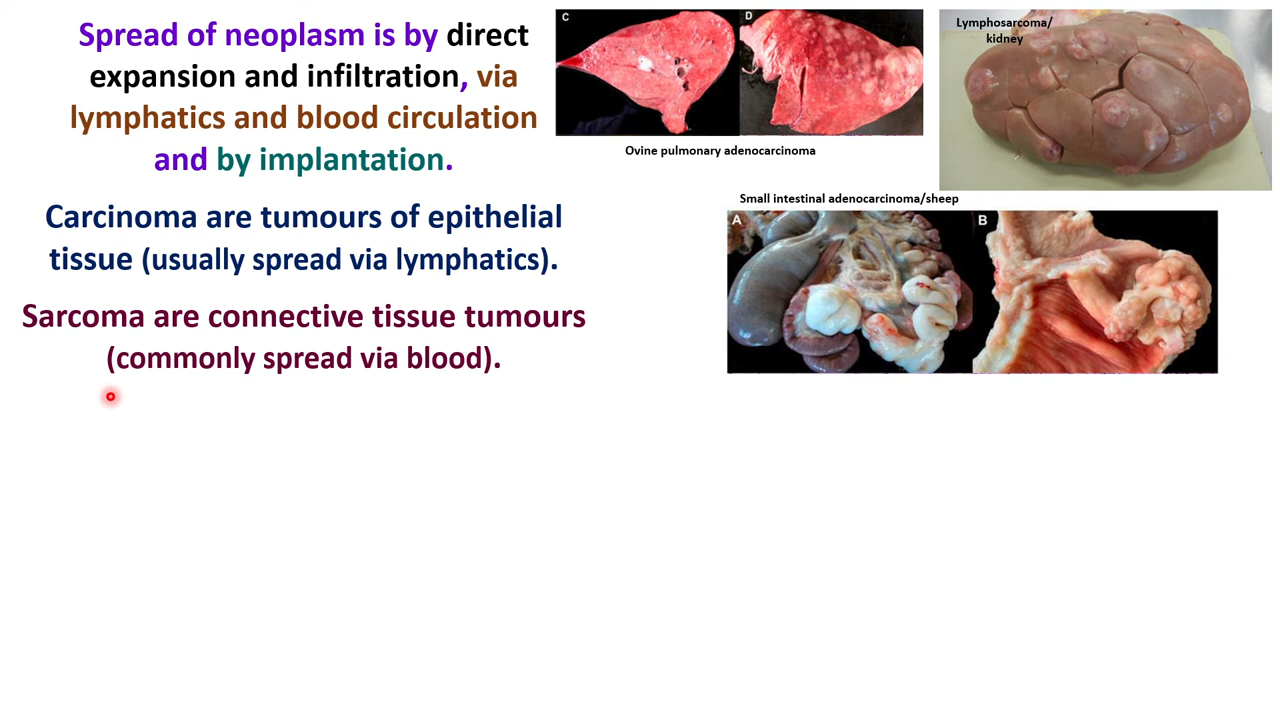 Spread of neoplasm is by direct
expansion and infiltration, via
lymphatics and blood circulation
and by implantation.
Carcinoma are tumours of epithelial
tissue (usually spread via lymphatics).
Sarcoma are connective tissue tumours
(commonly spread via blood).
C
D
Ovine pulmonary adenocarcinoma
Lymphosarcoma/
kidney
Small intestinal adenocarcinoma/sheep
A
B